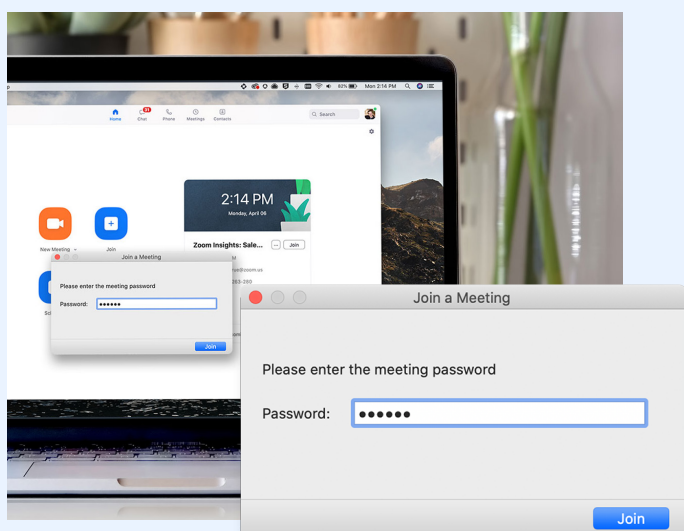 82%
Mon 2:14 PM
31
Home
Chat
Phone
Meetings
Contacts
Search
2:14 PM
Monday, April 06
Zoom Insights: Sale...
Join
New Meeting
Join
Join a Meeting
Please enter the meeting password
Password: ••••••
Join
Join a Meeting
Please enter the meeting password
Password: ••••••
Join